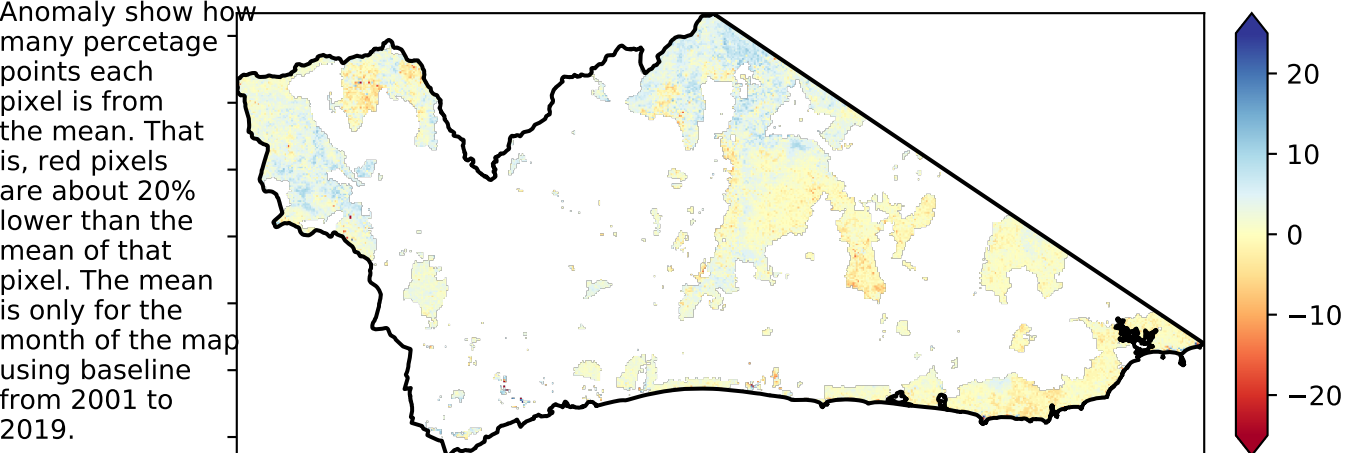 Anomaly show how
many percetage
points each
pixel is from
the mean. That
is, red pixels
are about 20%
lower than the
mean of that
pixel. The mean
is only for the
month of the map
using baseline
from 2001 to
2019.
20
10
0
−10
−20